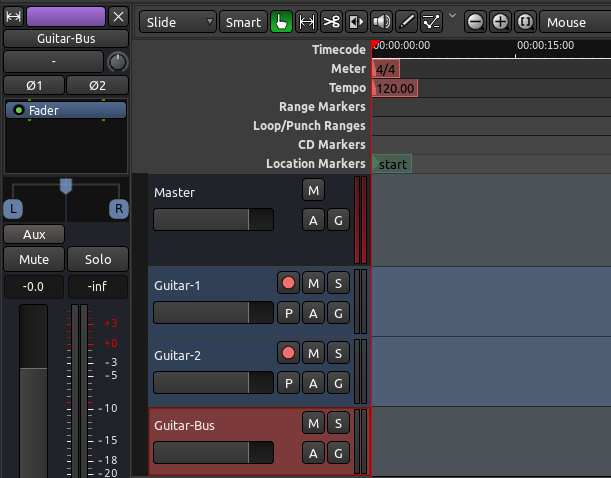 Guitar-Bus
-
Ø1 Ø2
Fader
L R
Aux
Mute Solo
-0.0 -inf
+3
+0
-3
-5
-10
-15
-18
-20
Slide Smart Mouse
Timecode 00:00:00:00 00:00:15:00
Meter 4/4
Tempo 120.00
Range Markers
Loop/Punch Ranges
CD Markers
Location Markers start
Master M
A G
Guitar-1 M S
P A G
Guitar-2 M S
P A G
Guitar-Bus M S
A G